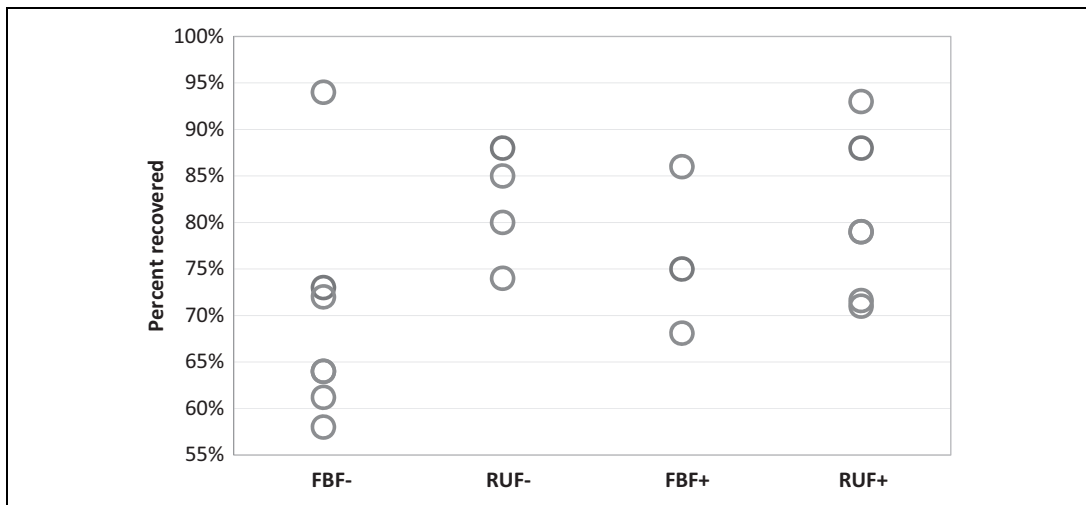 100%
95%
90%
85%
80%
75%
70%
65%
60%
55%
Percent recovered
FBF-
RUF-
FBF+
RUF+